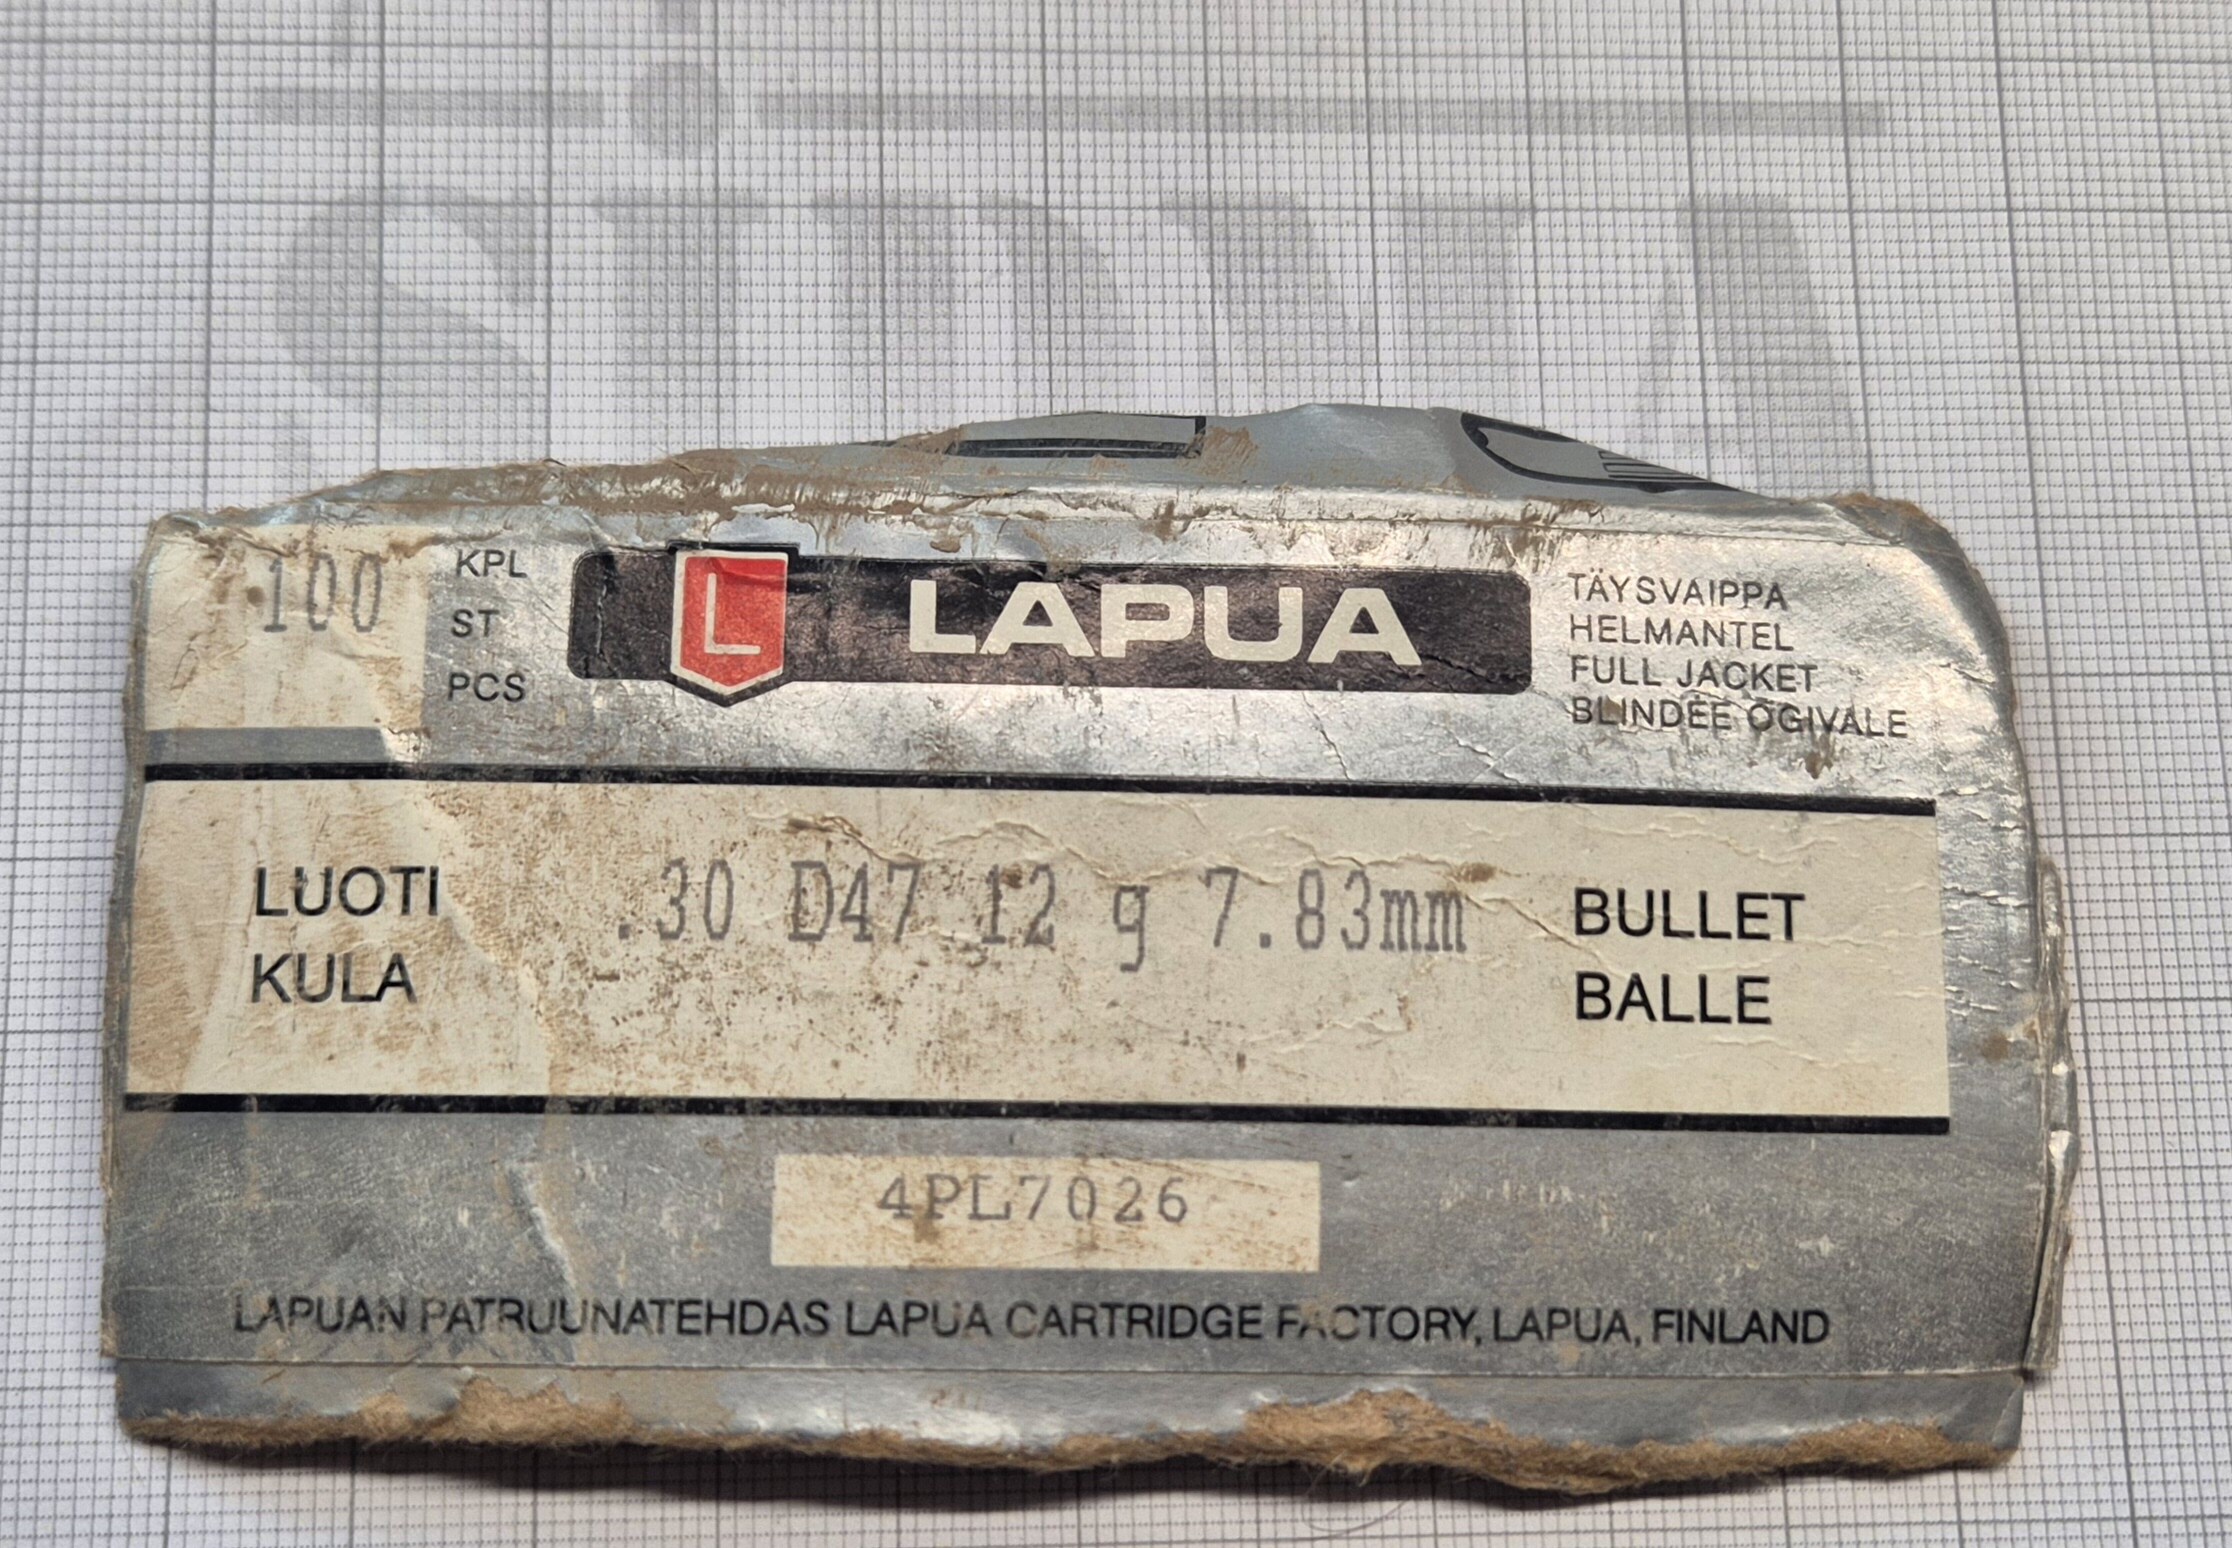 100
KPL
ST
PCS
L LAPUA
TÄYSVAIPPA
HELMANTEL
FULL JACKET
BLINDÉE OGIVALE
LUOTI
KULA
.30 D47 12 g 7.83mm
BULLET
BALLE
4PL7026
LAPUAN PATRUUNATEHDAS LAPUA CARTRIDGE FACTORY, LAPUA, FINLAND